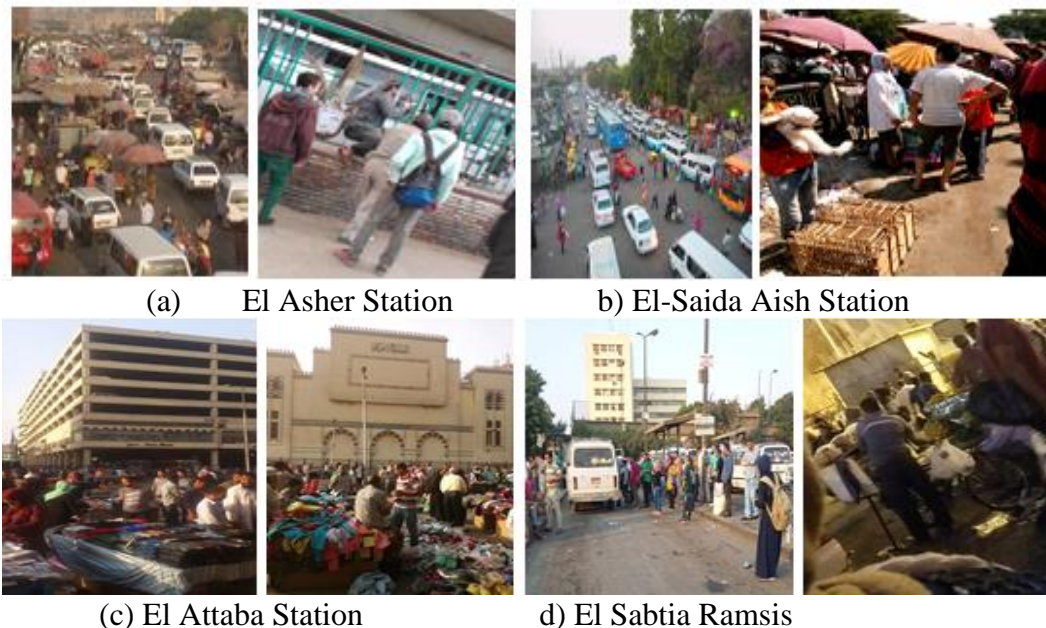 (a) El Asher Station
b) El-Saida Aish Station
(c) El Attaba Station
d) El Sabtia Ramsis